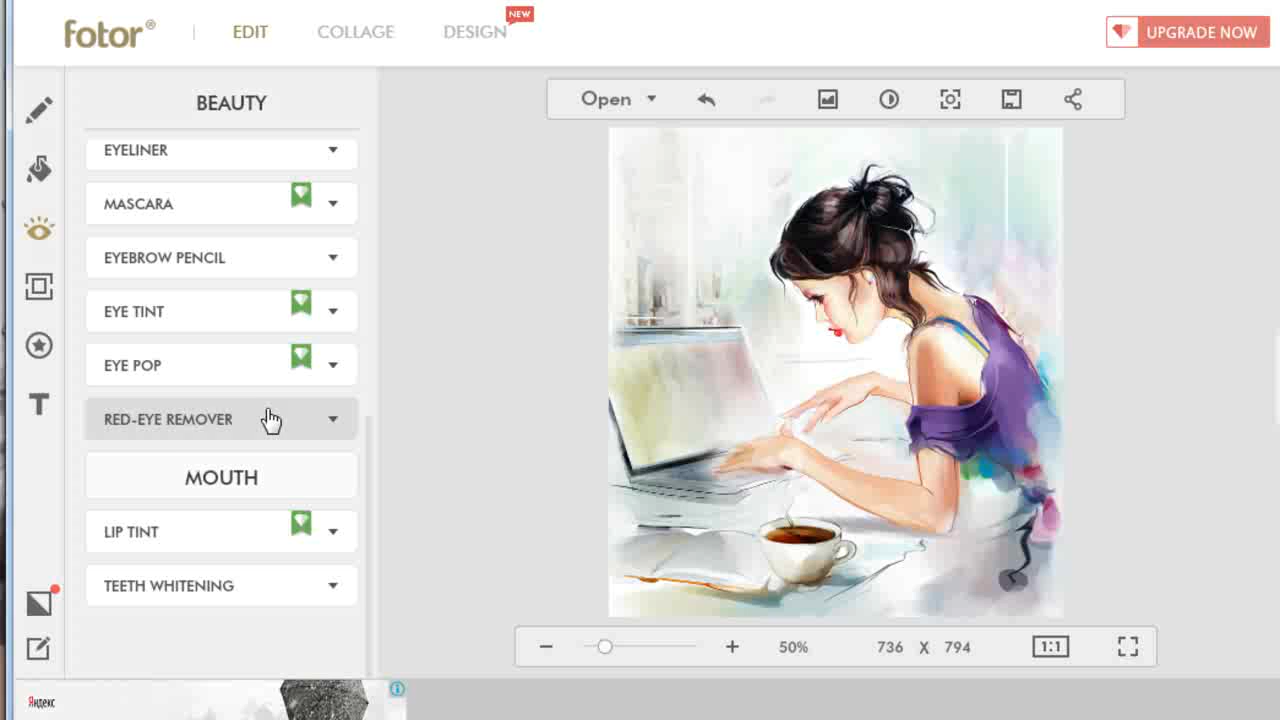 fotor®
EDIT
COLLAGE
DESIGN
NEW
UPGRADE NOW
BEAUTY
Open
EYELINER
MASCARA
EYEBROW PENCIL
EYE TINT
EYE POP
RED-EYE REMOVER
MOUTH
LIP TINT
TEETH WHITENING
50%
736 X 794
1:1
Яндекс